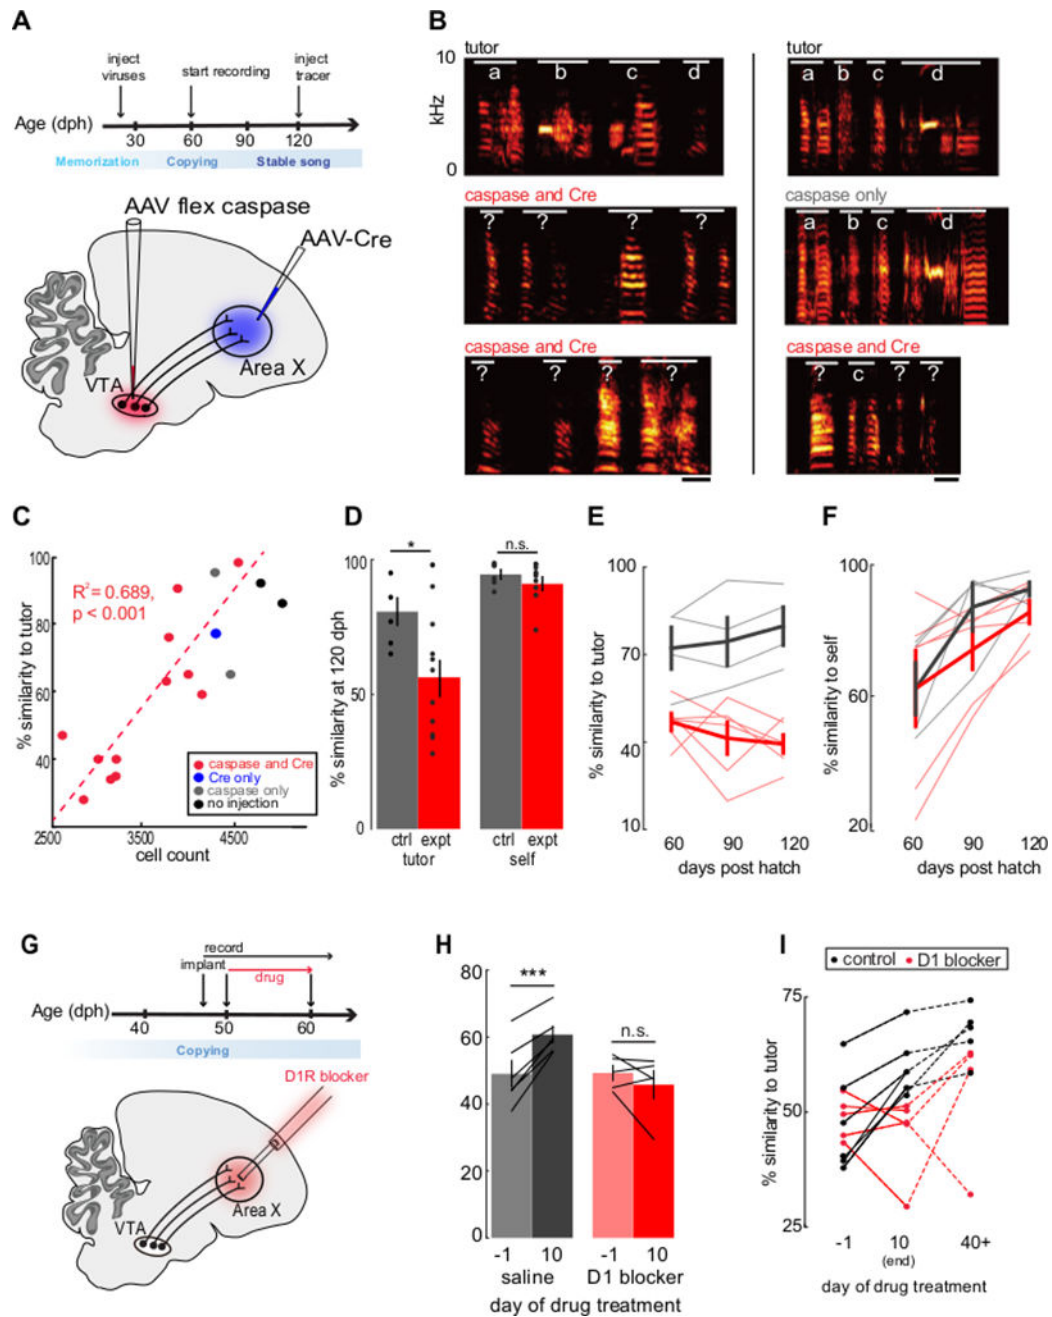 A
inject
viruses
start recording
inject
tracer
Age (dph)
30
60
90
120
Memorization
Copying
Stable song
AAV flex caspase
AAV-Cre
VTA
Area X
B
tutor
10
kHz
0
a
b
c
d
caspase and Cre
?
?
?
?
caspase and Cre
?
?
?
?
tutor
a
b
c
d
caspase only
a
b
c
d
caspase and Cre
?
c
?
?
C
% similarity to tutor
100
80
60
40
R²= 0.689,
p < 0.001
caspase and Cre
Cre only
caspase only
no injection
2500
3500
4500
cell count
D
% similarity at 120 dph
100
50
0
*
n.s.
ctrl expt
tutor
ctrl expt
self
E
% similarity to tutor
100
70
40
10
60
90
120
days post hatch
F
% similarity to self
100
60
20
60
90
120
days post hatch
G
record
implant
drug
Age (dph)
40
50
60
Copying
D1R blocker
VTA
Area X
H
80
60
40
20
0
***
n.s.
-1
10
-1
10
saline
D1 blocker
day of drug treatment
I
control
D1 blocker
% similarity to tutor
75
50
25
-1
10
40+
(end)
day of drug treatment